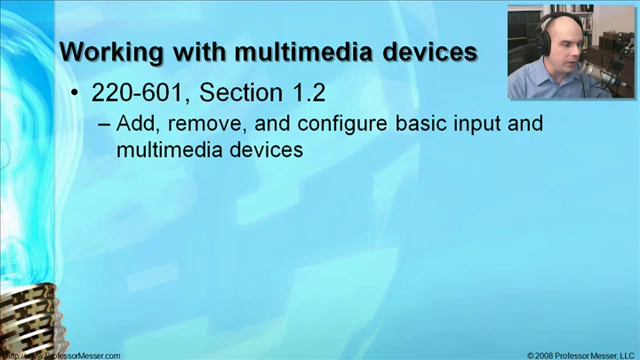 Working with multimedia devices
• 220-601, Section 1.2
– Add, remove, and configure basic input and
multimedia devices
http://www.ProfessorMesser.com
© 2008 Professor Messer, LLC